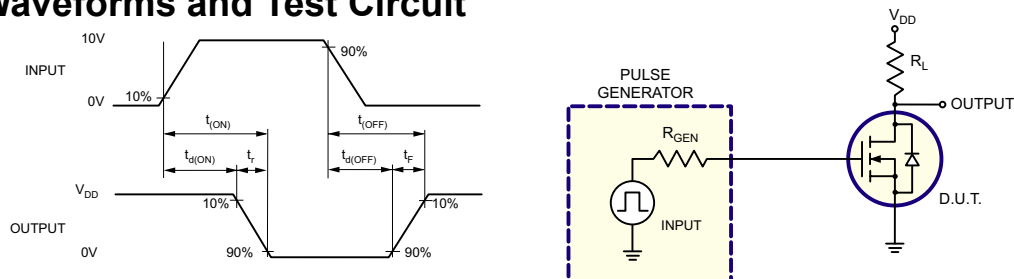 Waveforms and Test Circuit
10V
INPUT
0V
10%
90%
t(ON)
t(OFF)
td(ON)
tr
td(OFF)
tF
VDD
OUTPUT
0V
10%
90%
10%
90%
PULSE
GENERATOR
RGEN
INPUT
VDD
RL
OUTPUT
D.U.T.